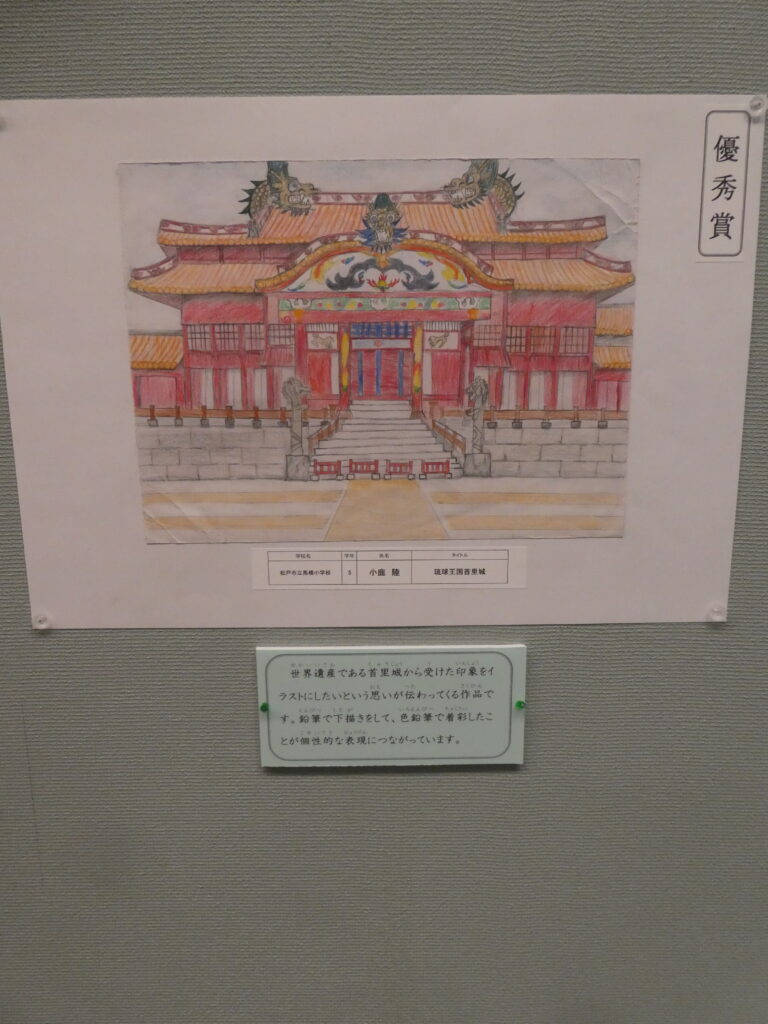 優秀賞
学校名 学年 氏名 タイトル
松戸市立馬橋小学校 5 小鹿 陸 琉球王国首里城
世界遺産である首里城から受けた印象をイ
ラストにしたいという思いが伝わってくる作品で
す。鉛筆で下描きをして、色鉛筆で着彩したこ
とが個性的な表現につながっています。